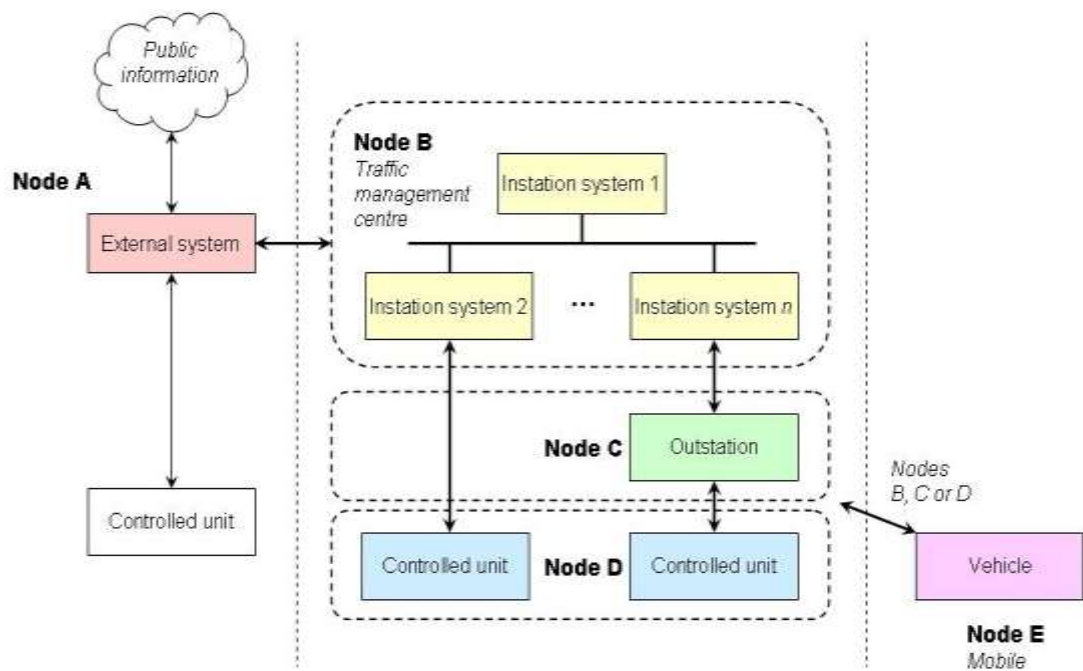 Public
information
Node A
External system
Controlled unit
Node B
Traffic
management
centre
Instation system 1
Instation system 2
...
Instation system n
Node C
Outstation
Controlled unit
Node D
Controlled unit
Nodes
B, C or D
Vehicle
Node E
Mobile